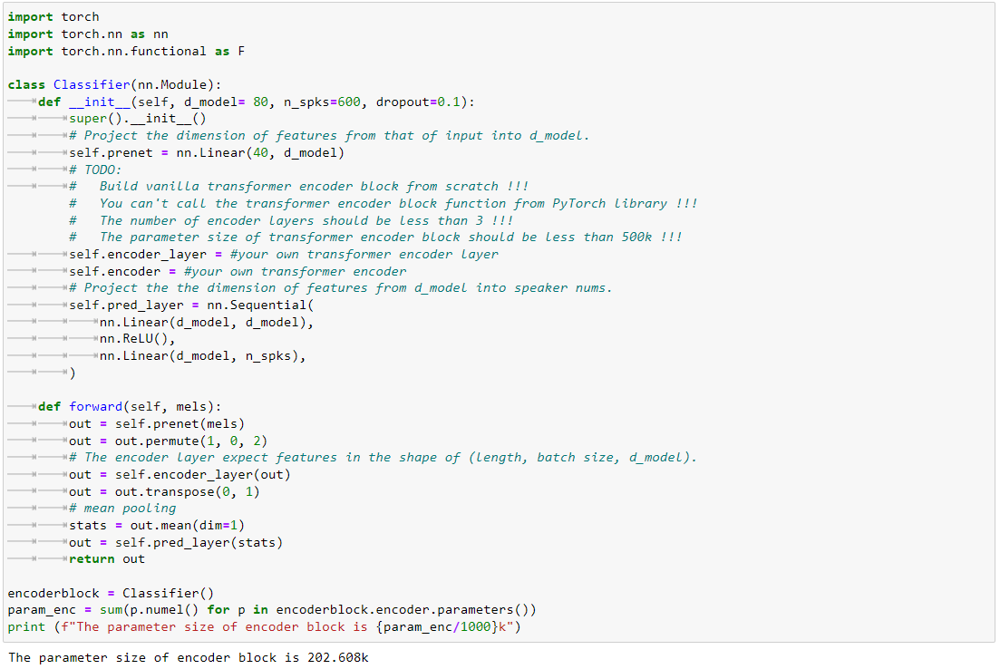 import torch
import torch.nn as nn
import torch.nn.functional as F

class Classifier(nn.Module):
    def __init__(self, d_model= 80, n_spks=600, dropout=0.1):
        super().__init__()
        # Project the dimension of features from that of input into d_model.
        self.prenet = nn.Linear(40, d_model)
        # TODO:
        #   Build vanilla transformer encoder block from scratch !!!
        #   You can't call the transformer encoder block function from PyTorch library !!!
        #   The number of encoder layers should be less than 3 !!!
        #   The parameter size of transformer encoder block should be less than 500k !!!
        self.encoder_layer = #your own transformer encoder layer
        self.encoder = #your own transformer encoder
        # Project the the dimension of features from d_model into speaker nums.
        self.pred_layer = nn.Sequential(
            nn.Linear(d_model, d_model),
            nn.ReLU(),
            nn.Linear(d_model, n_spks),
        )

    def forward(self, mels):
        out = self.prenet(mels)
        out = out.permute(1, 0, 2)
        # The encoder layer expect features in the shape of (length, batch size, d_model).
        out = self.encoder_layer(out)
        out = out.transpose(0, 1)
        # mean pooling
        stats = out.mean(dim=1)
        out = self.pred_layer(stats)
        return out

encoderblock = Classifier()
param_enc = sum(p.numel() for p in encoderblock.encoder.parameters())
print (f"The parameter size of encoder block is {param_enc/1000}k")
The parameter size of encoder block is 202.608k